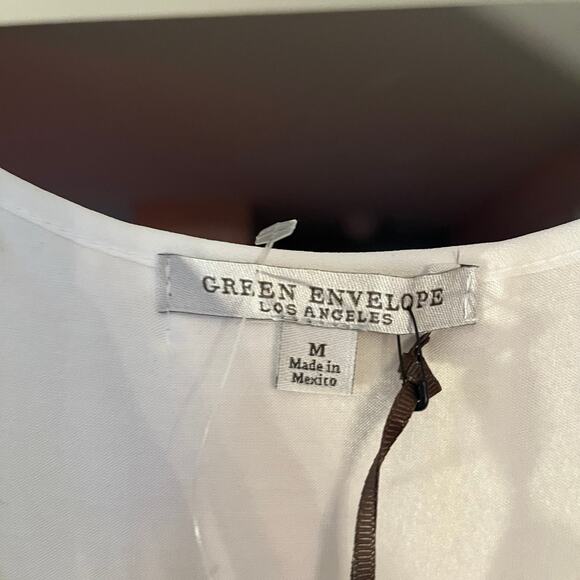 GREEN ENVELOPE
LOS ANGELES
M
Made in
Mexico